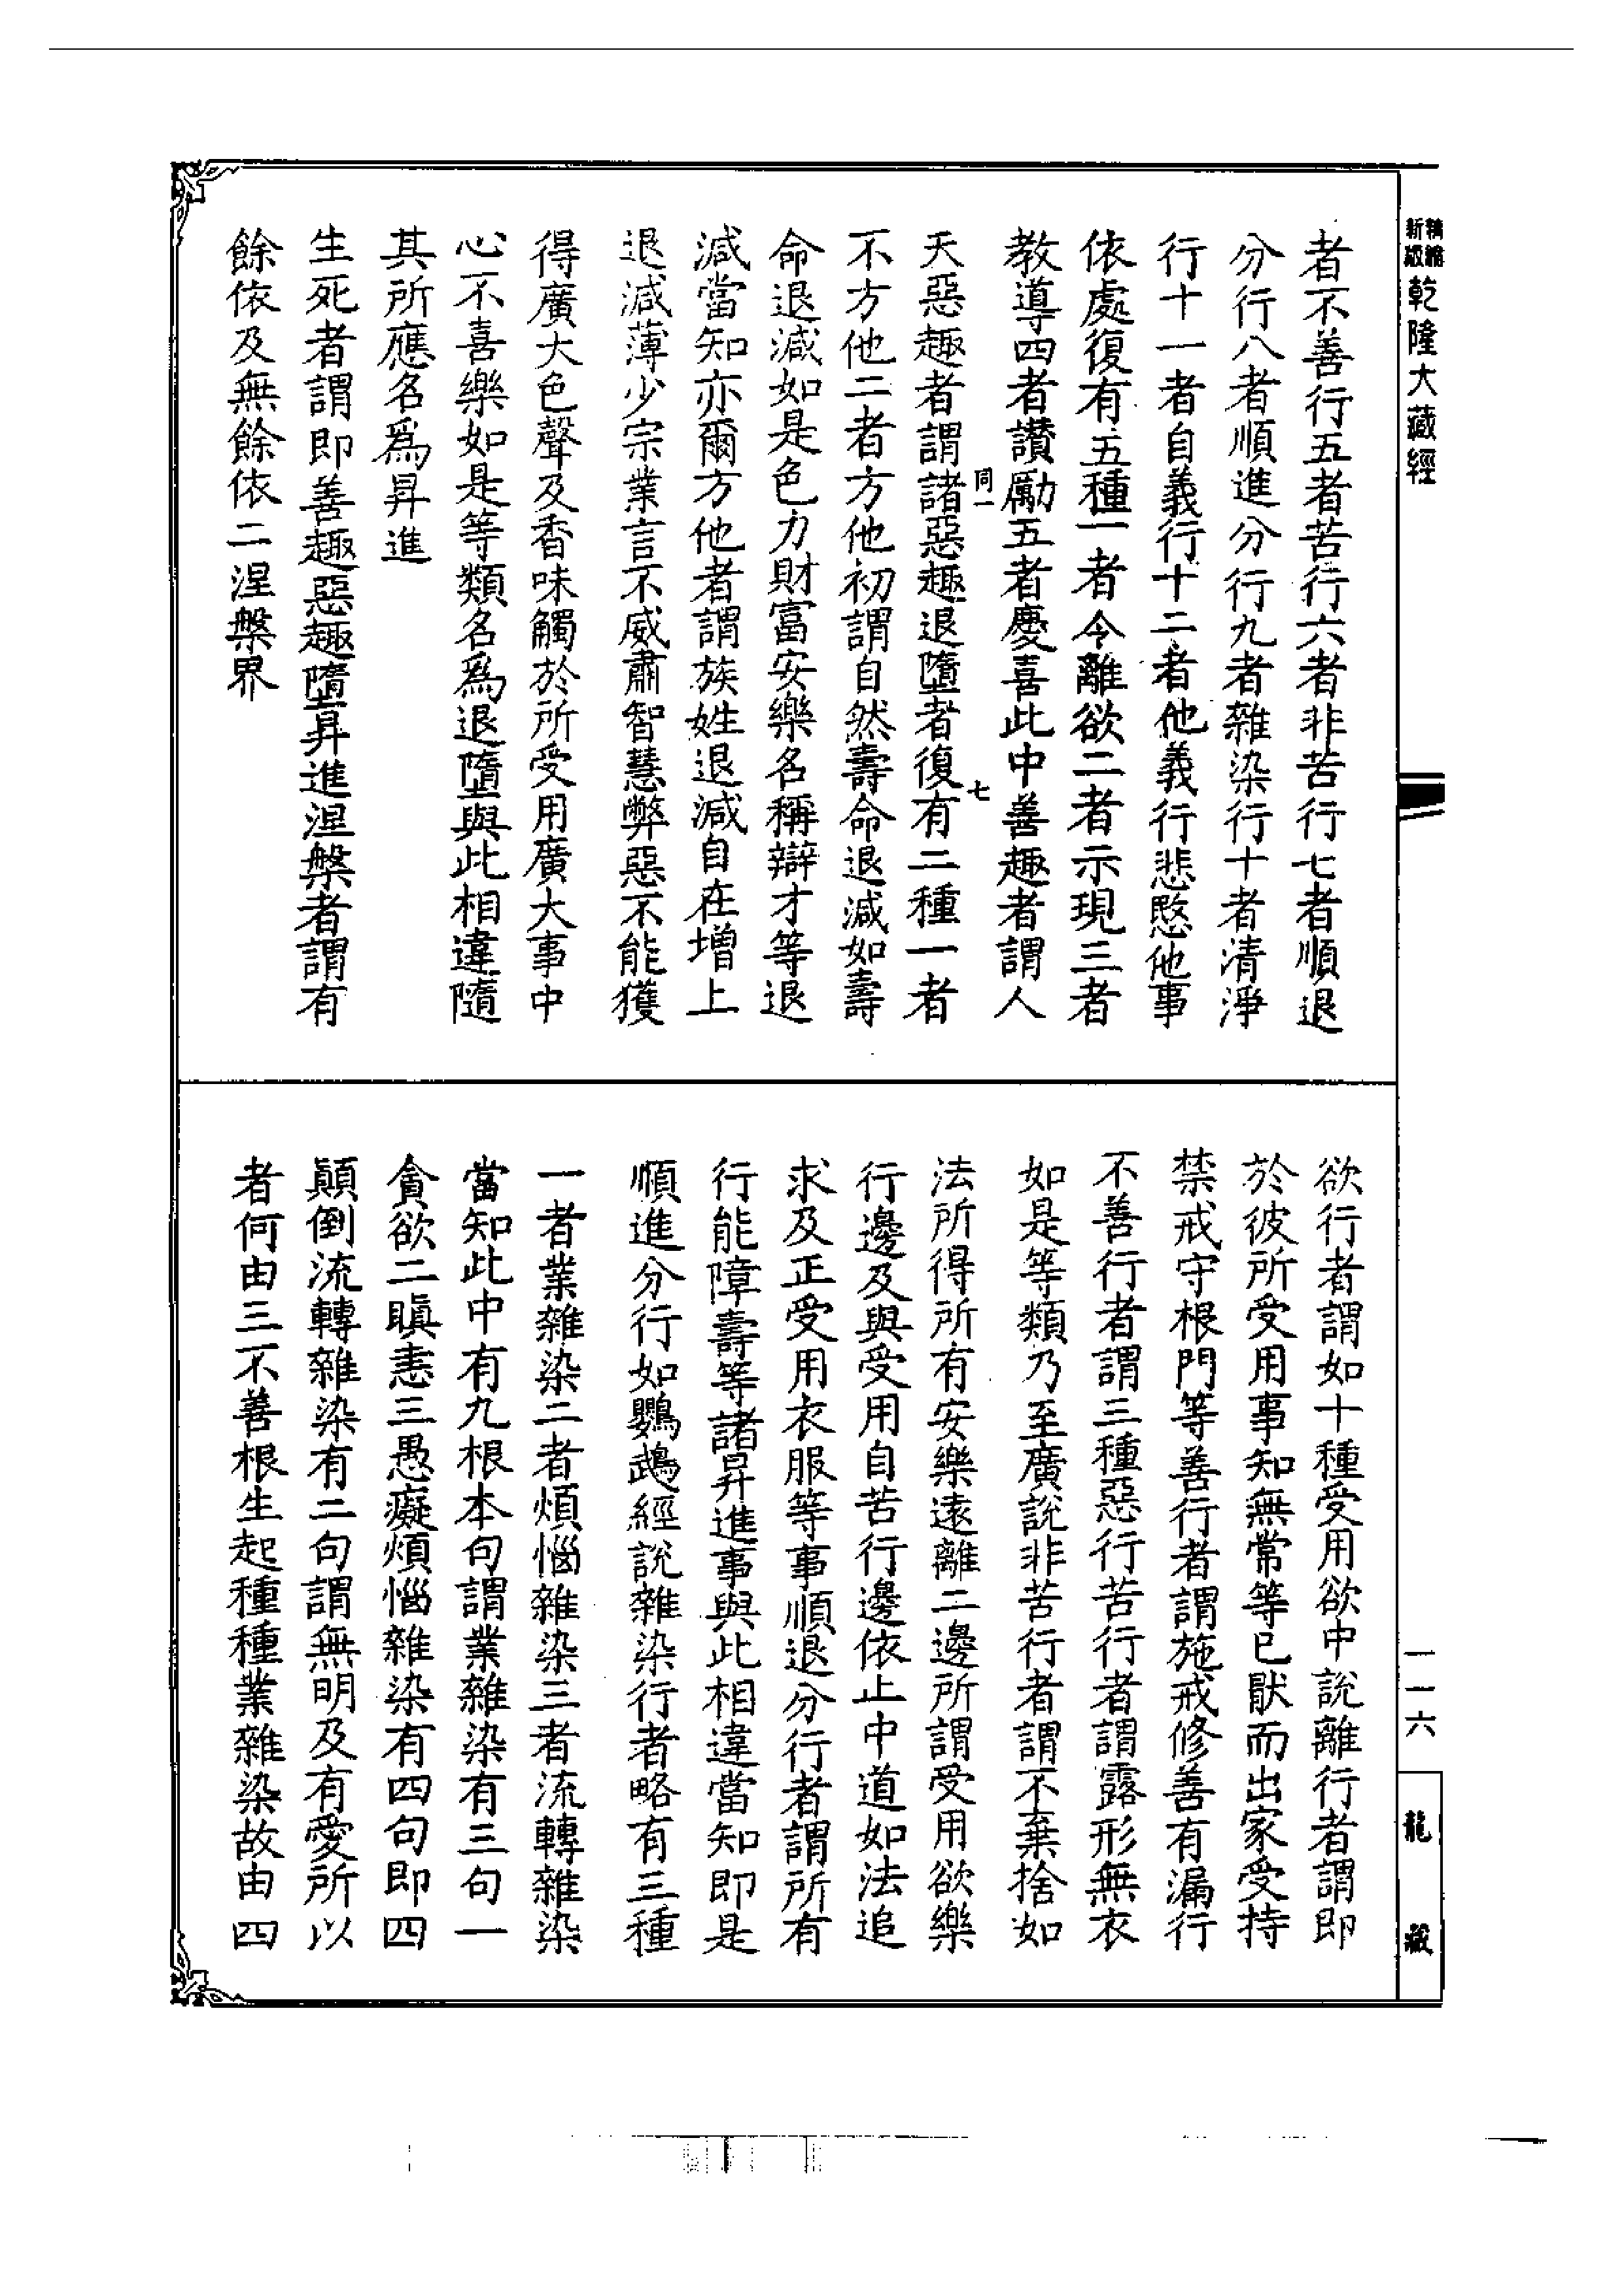 新編縮版
乾隆大藏經
者不善行五者苦行六者非苦行七者順退
分行八者順進分行九者雜染行十者清淨
行十一者自義行十二者他義行悲愍他事
依處復有五種一者令離欲二者示現三者
教導四者讚勵五者慶喜此中善趣者謂人
同一
七
天惡趣者謂諸惡趣退墮者復有二種一者
不方他二者方他初謂自然壽命退減如壽
命退減如是色力財富安樂名稱辯才等退
減當知亦爾方他者謂族姓退減自在增上
退減薄少宗業言不威肅智慧弊惡不能獲
得廣大色聲及香味觸於所受用廣大事中
心不喜樂如是等類名爲退墮與此相違隨
其所應名爲昇進
生死者謂即善趣惡趣墮昇進涅槃者謂有
餘依及無餘依二涅槃界
欲行者謂如十種受用欲中說離行者謂即
於彼所受用事知無常等已猒而出家受持
禁戒守根門等善行者謂施戒修善有漏行
不善行者謂三種惡行苦行者謂露形無衣
如是等類乃至廣說非苦行者謂不棄捨如
法所得所有安樂遠離二邊所謂受用欲樂
行邊及與受用自苦行邊依止中道如法追
求及正受用衣服等事順退分行者謂所有
行能障壽等諸昇進事與此相違當知即是
順進分行如鸚鵡經說雜染行者略有三種
一者業雜染二者煩惱雜染三者流轉雜染
當知此中有九根本句謂業雜染有三句一
貪欲二瞋恚三愚癡煩惱雜染有四句即四
顛倒流轉雜染有二句謂無明及有愛所以
者何由三不善根生起種種業雜染故由四
一一六
龍藏